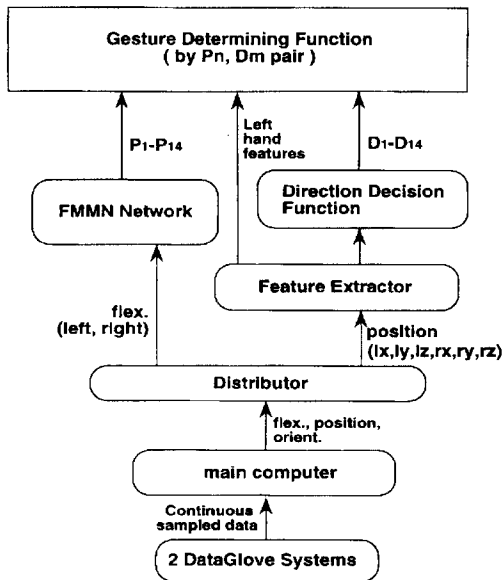 Gesture Determining Function
( by Pn, Dm pair )
Left
hand
features
P1-P14
D1-D14
FMMN Network
Direction Decision
Function
Feature Extractor
flex.
(left, right)
position
(lx,ly,lz,rx,ry,rz)
Distributor
flex., position,
orient.
main computer
Continuous
sampled data
2 DataGlove Systems